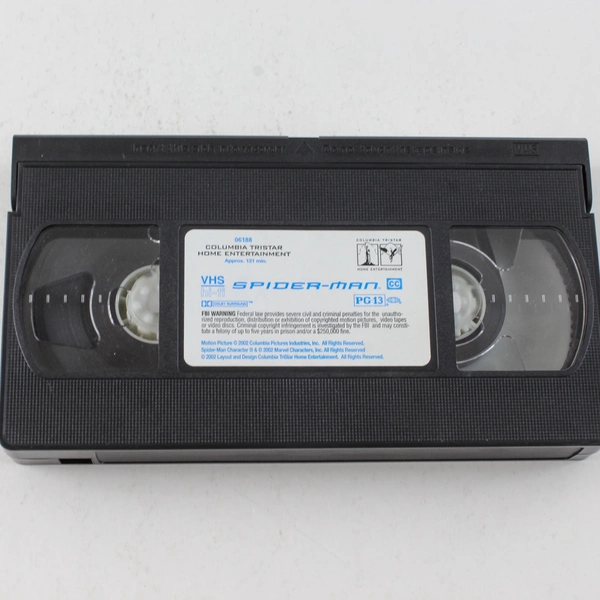 06188
COLUMBIA TRISTAR
HOME ENTERTAINMENT
Approx. 121 min.
COLUMBIA TRISTAR
HOME ENTERTAINMENT
VHS
SPIDER-MAN
CC
HI-FI
DOLBY SURROUND
PG-13
FBI WARNING Federal law provides severe civil and criminal penalties for the unautho-
rized reproduction, distribution or exhibition of copyrighted motion pictures, video tapes
or video discs. Criminal copyright infringement is investigated by the FBI and may consti-
tute a felony of up to five years in prison and/or a $250,000 fine.
Motion Picture © 2002 Columbia Pictures Industries, Inc. All Rights Reserved.
Spider-Man Character ® & © 2002 Marvel Characters, Inc. All Rights Reserved.
© 2002 Layout and Design Columbia TriStar Home Entertainment. All Rights Reserved.